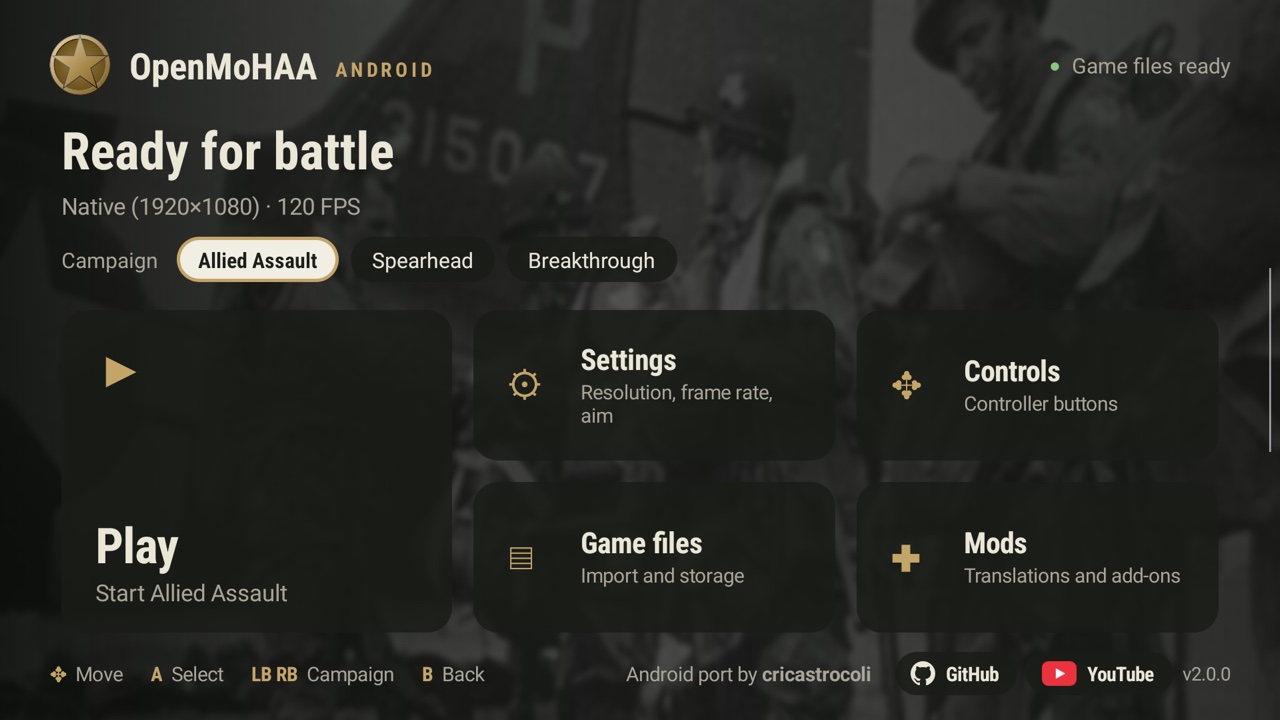 OpenMoHAA ANDROID
Game files ready
315007
Ready for battle
Native (1920×1080) · 120 FPS
Campaign Allied Assault Spearhead Breakthrough
Play
Start Allied Assault
Settings
Resolution, frame rate,
aim
Controls
Controller buttons
Game files
Import and storage
Mods
Translations and add-ons
Move A Select LB RB Campaign B Back
Android port by cricastrocoli GitHub YouTube v2.0.0